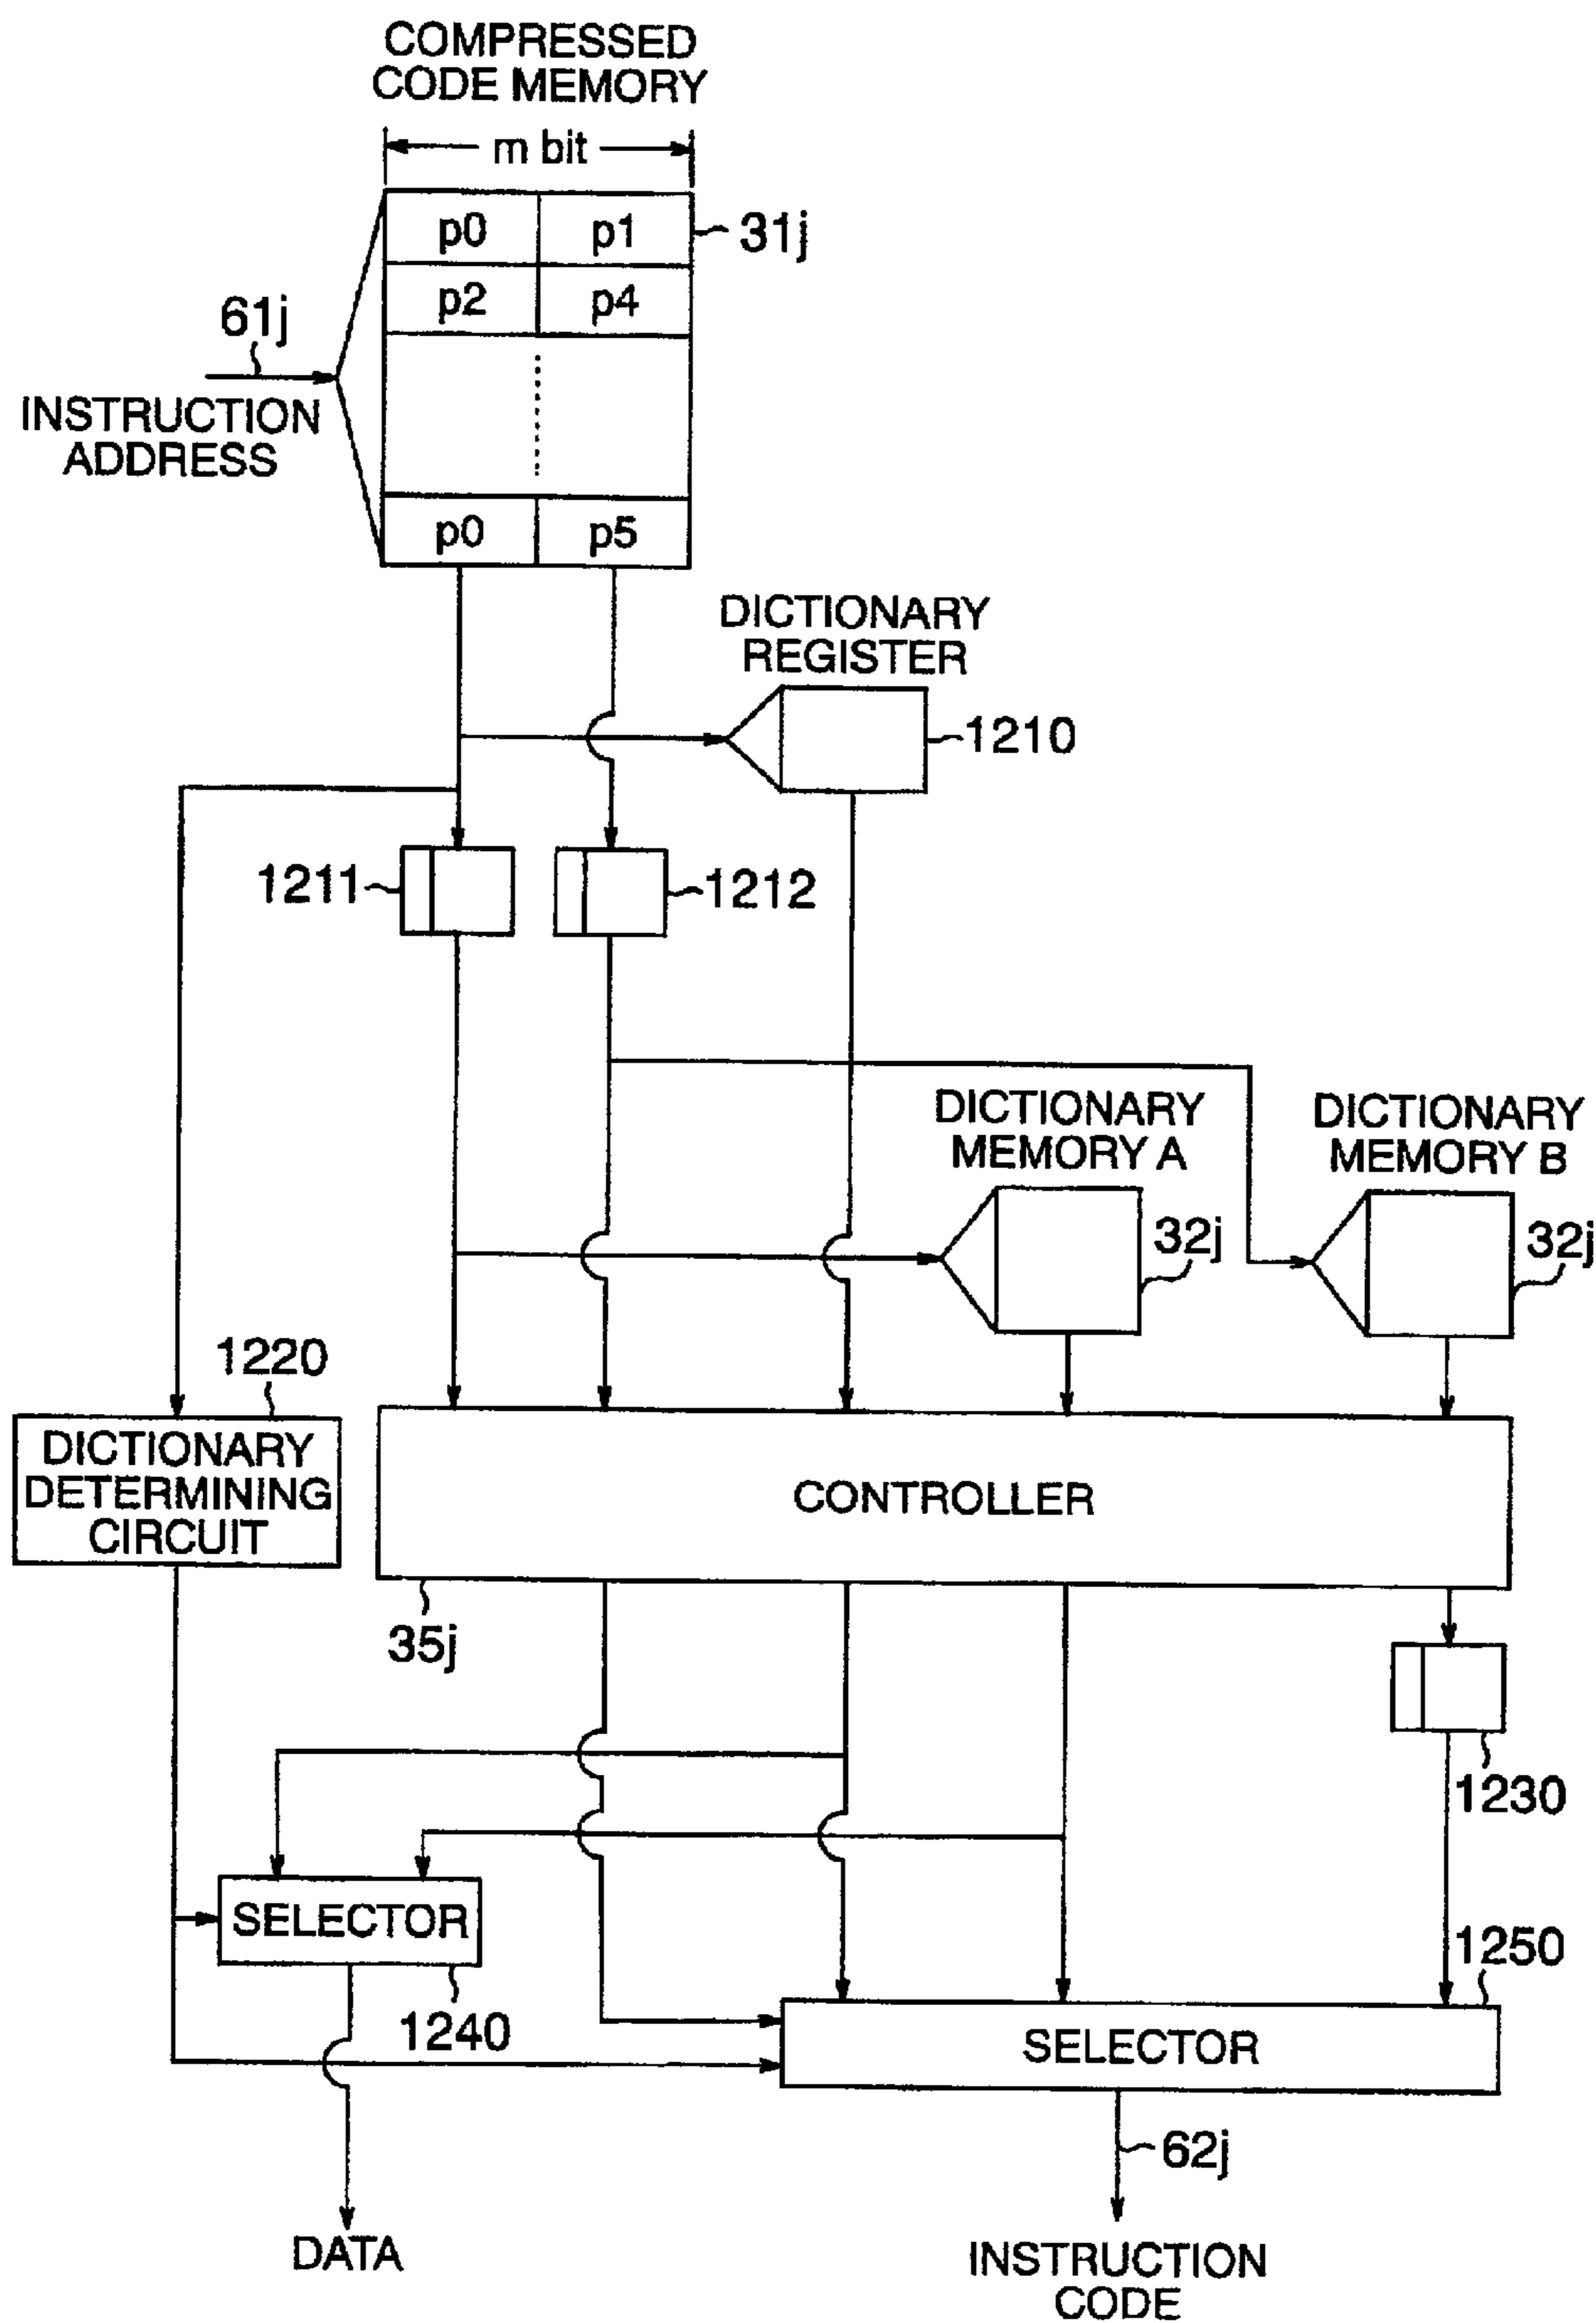 COMPRESSED
CODE MEMORY
m bit
p0 p1
31j
p2 p4
61j
INSTRUCTION
ADDRESS
p0 p5
DICTIONARY
REGISTER
1210
1211
1212
DICTIONARY
MEMORY A
DICTIONARY
MEMORY B
32j
32j
1220
DICTIONARY
DETERMINING
CIRCUIT
CONTROLLER
35j
1230
SELECTOR
1240
1250
SELECTOR
62j
DATA
INSTRUCTION
CODE